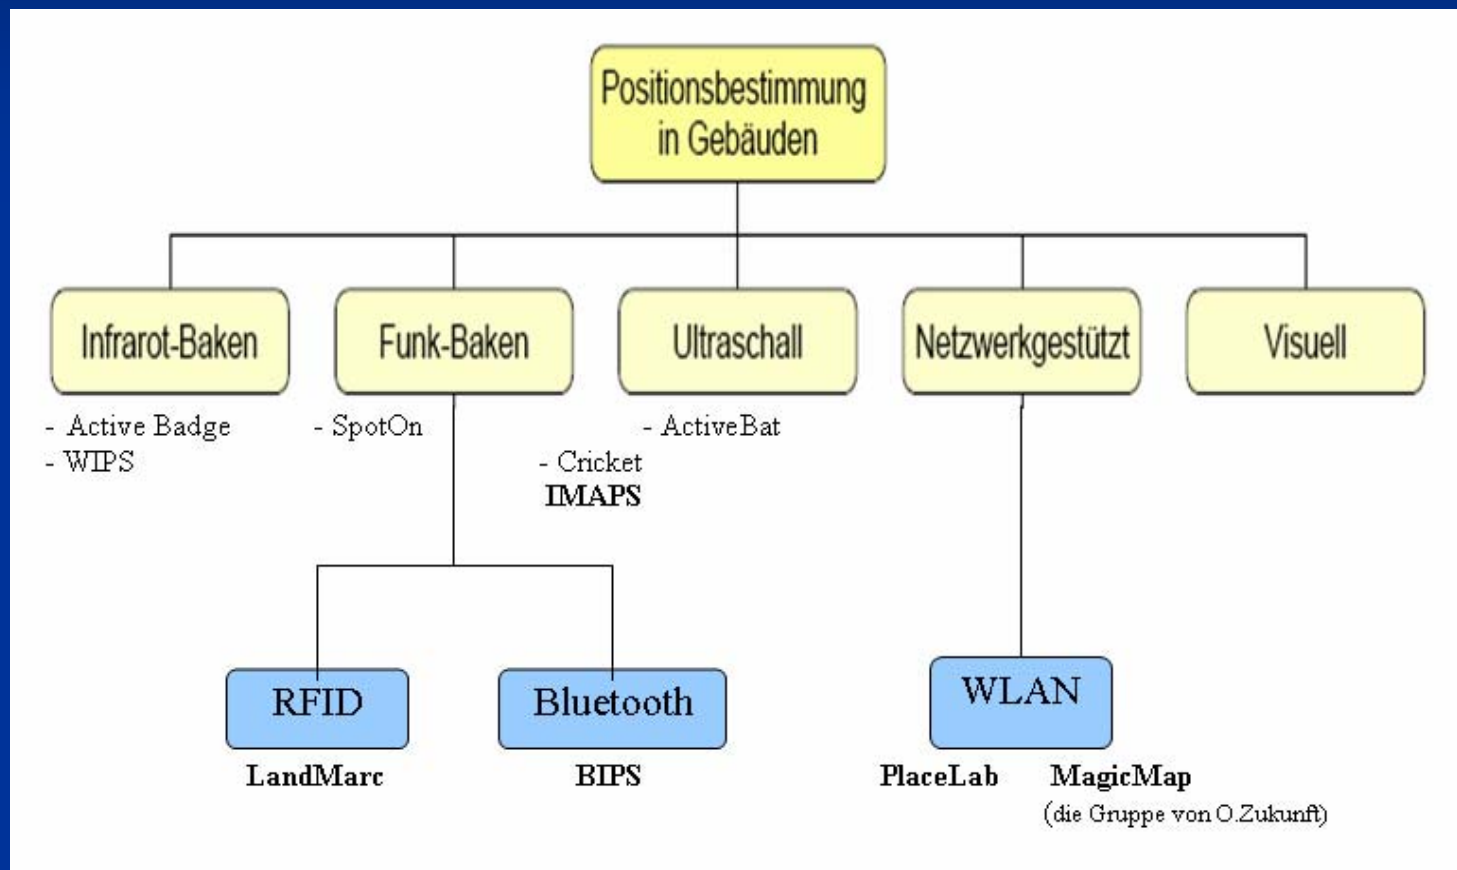 Positionsbestimmung
in Gebäuden
Infrarot-Baken
Funk-Baken
Ultraschall
Netzwerkgestützt
Visuell
- Active Badge
- WIPS
- SpotOn
- ActiveBat
- Cricket
IMAPS
RFID
Bluetooth
WLAN
LandMarc
BIPS
PlaceLab
MagicMap
(die Gruppe von O.Zukunft)